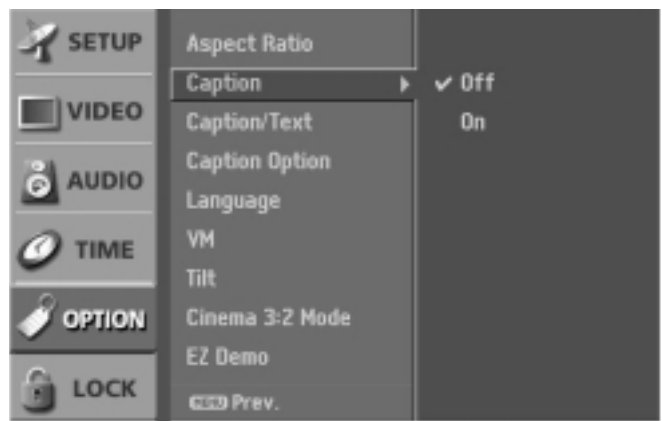 SETUP
VIDEO
AUDIO
TIME
OPTION
LOCK
Aspect Ratio
Caption
Caption/Text
Caption Option
Language
VM
Tilt
Cinema 3:2 Mode
EZ Demo
MENU Prev.
Off
On